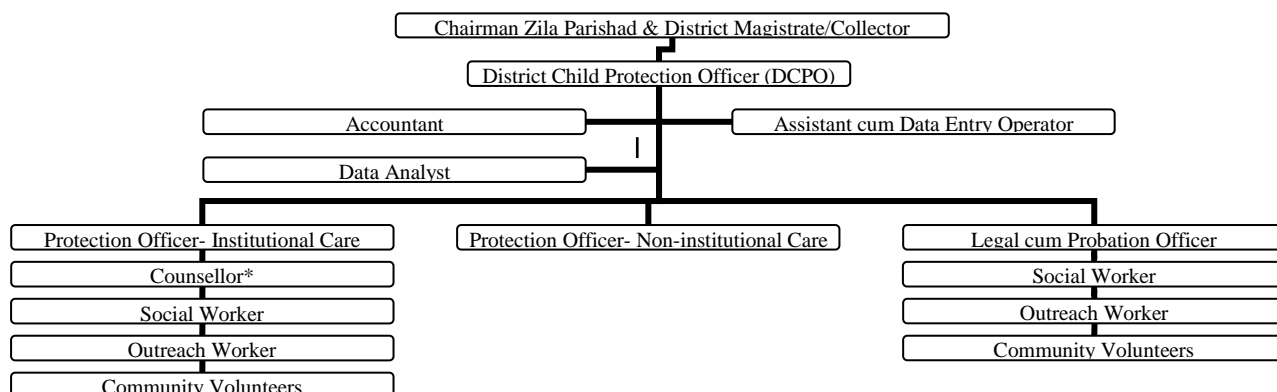 Chairman Zila Parishad & District Magistrate/Collector
District Child Protection Officer (DCPO)
Accountant
Assistant cum Data Entry Operator
Data Analyst
Protection Officer- Institutional Care
Protection Officer- Non-institutional Care
Legal cum Probation Officer
Counsellor*
Social Worker
Social Worker
Outreach Worker
Outreach Worker
Community Volunteers
Community Volunteers